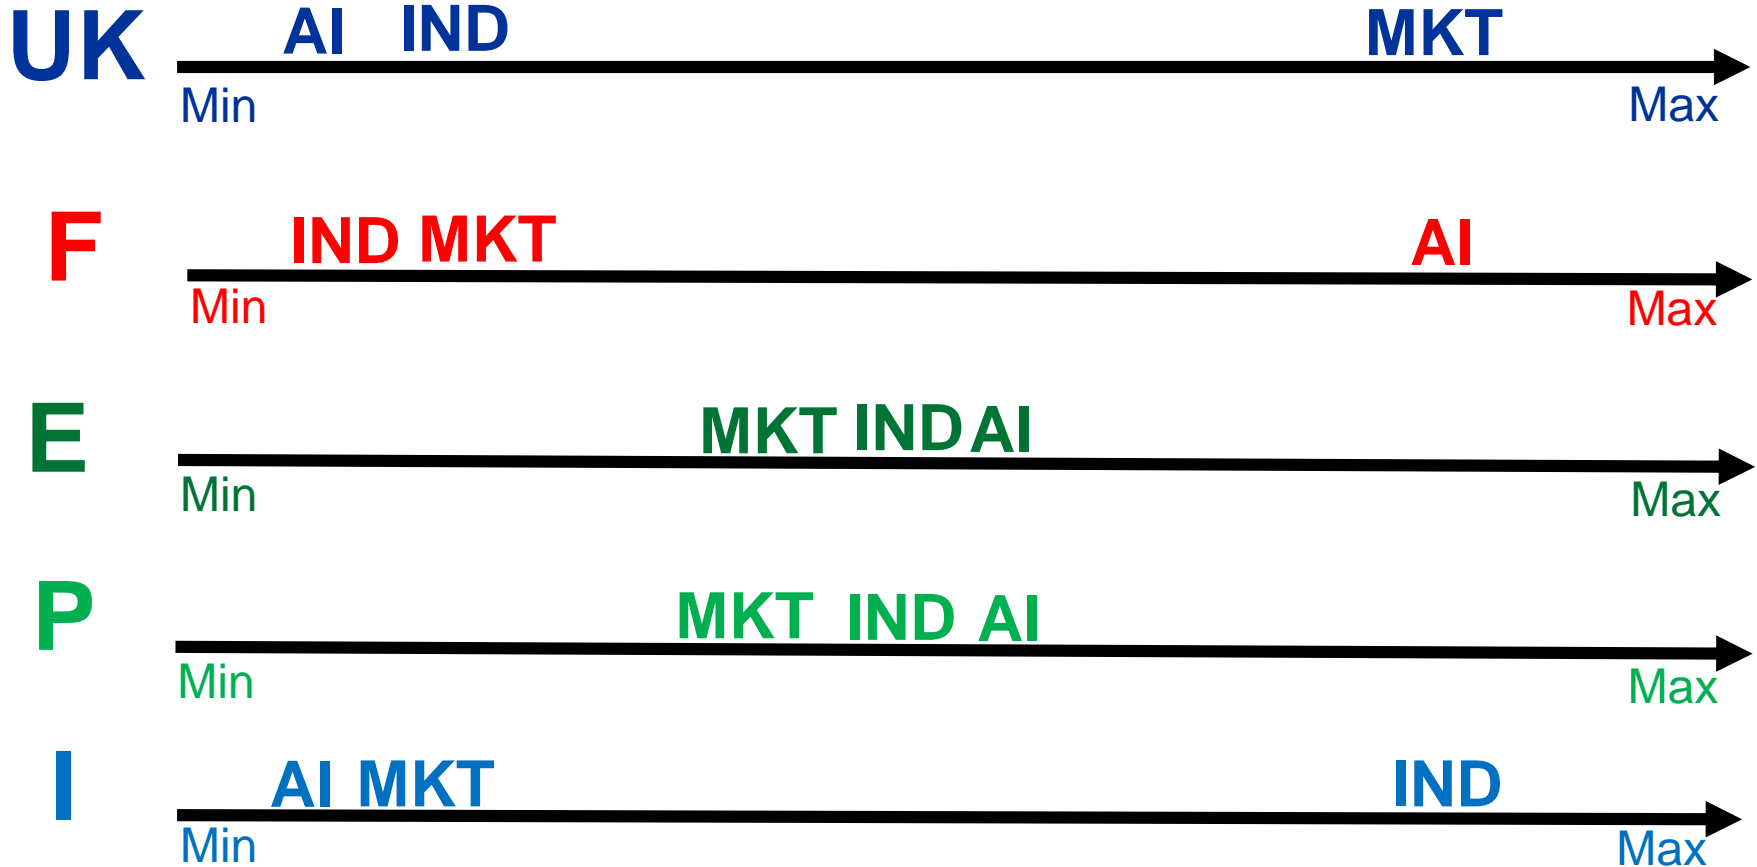 UK AI IND MKT
Min Max
F IND MKT AI
Min Max
E MKT IND AI
Min Max
P MKT IND AI
Min Max
I AI MKT IND
Min Max